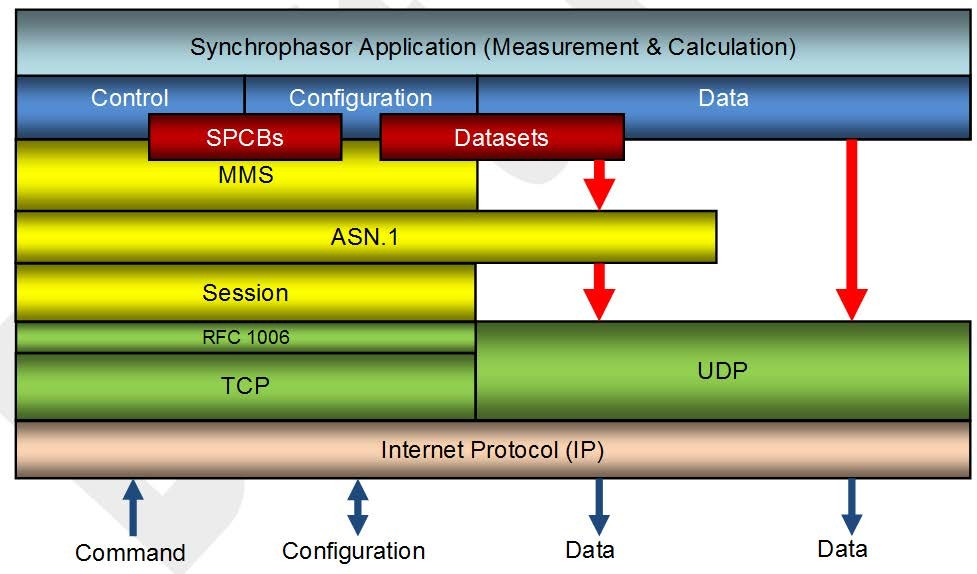 Synchrophasor Application (Measurement & Calculation)
Control
Configuration
Data
SPCBs
Datasets
MMS
ASN.1
Session
RFC 1006
TCP
UDP
Internet Protocol (IP)
Command
Configuration
Data
Data